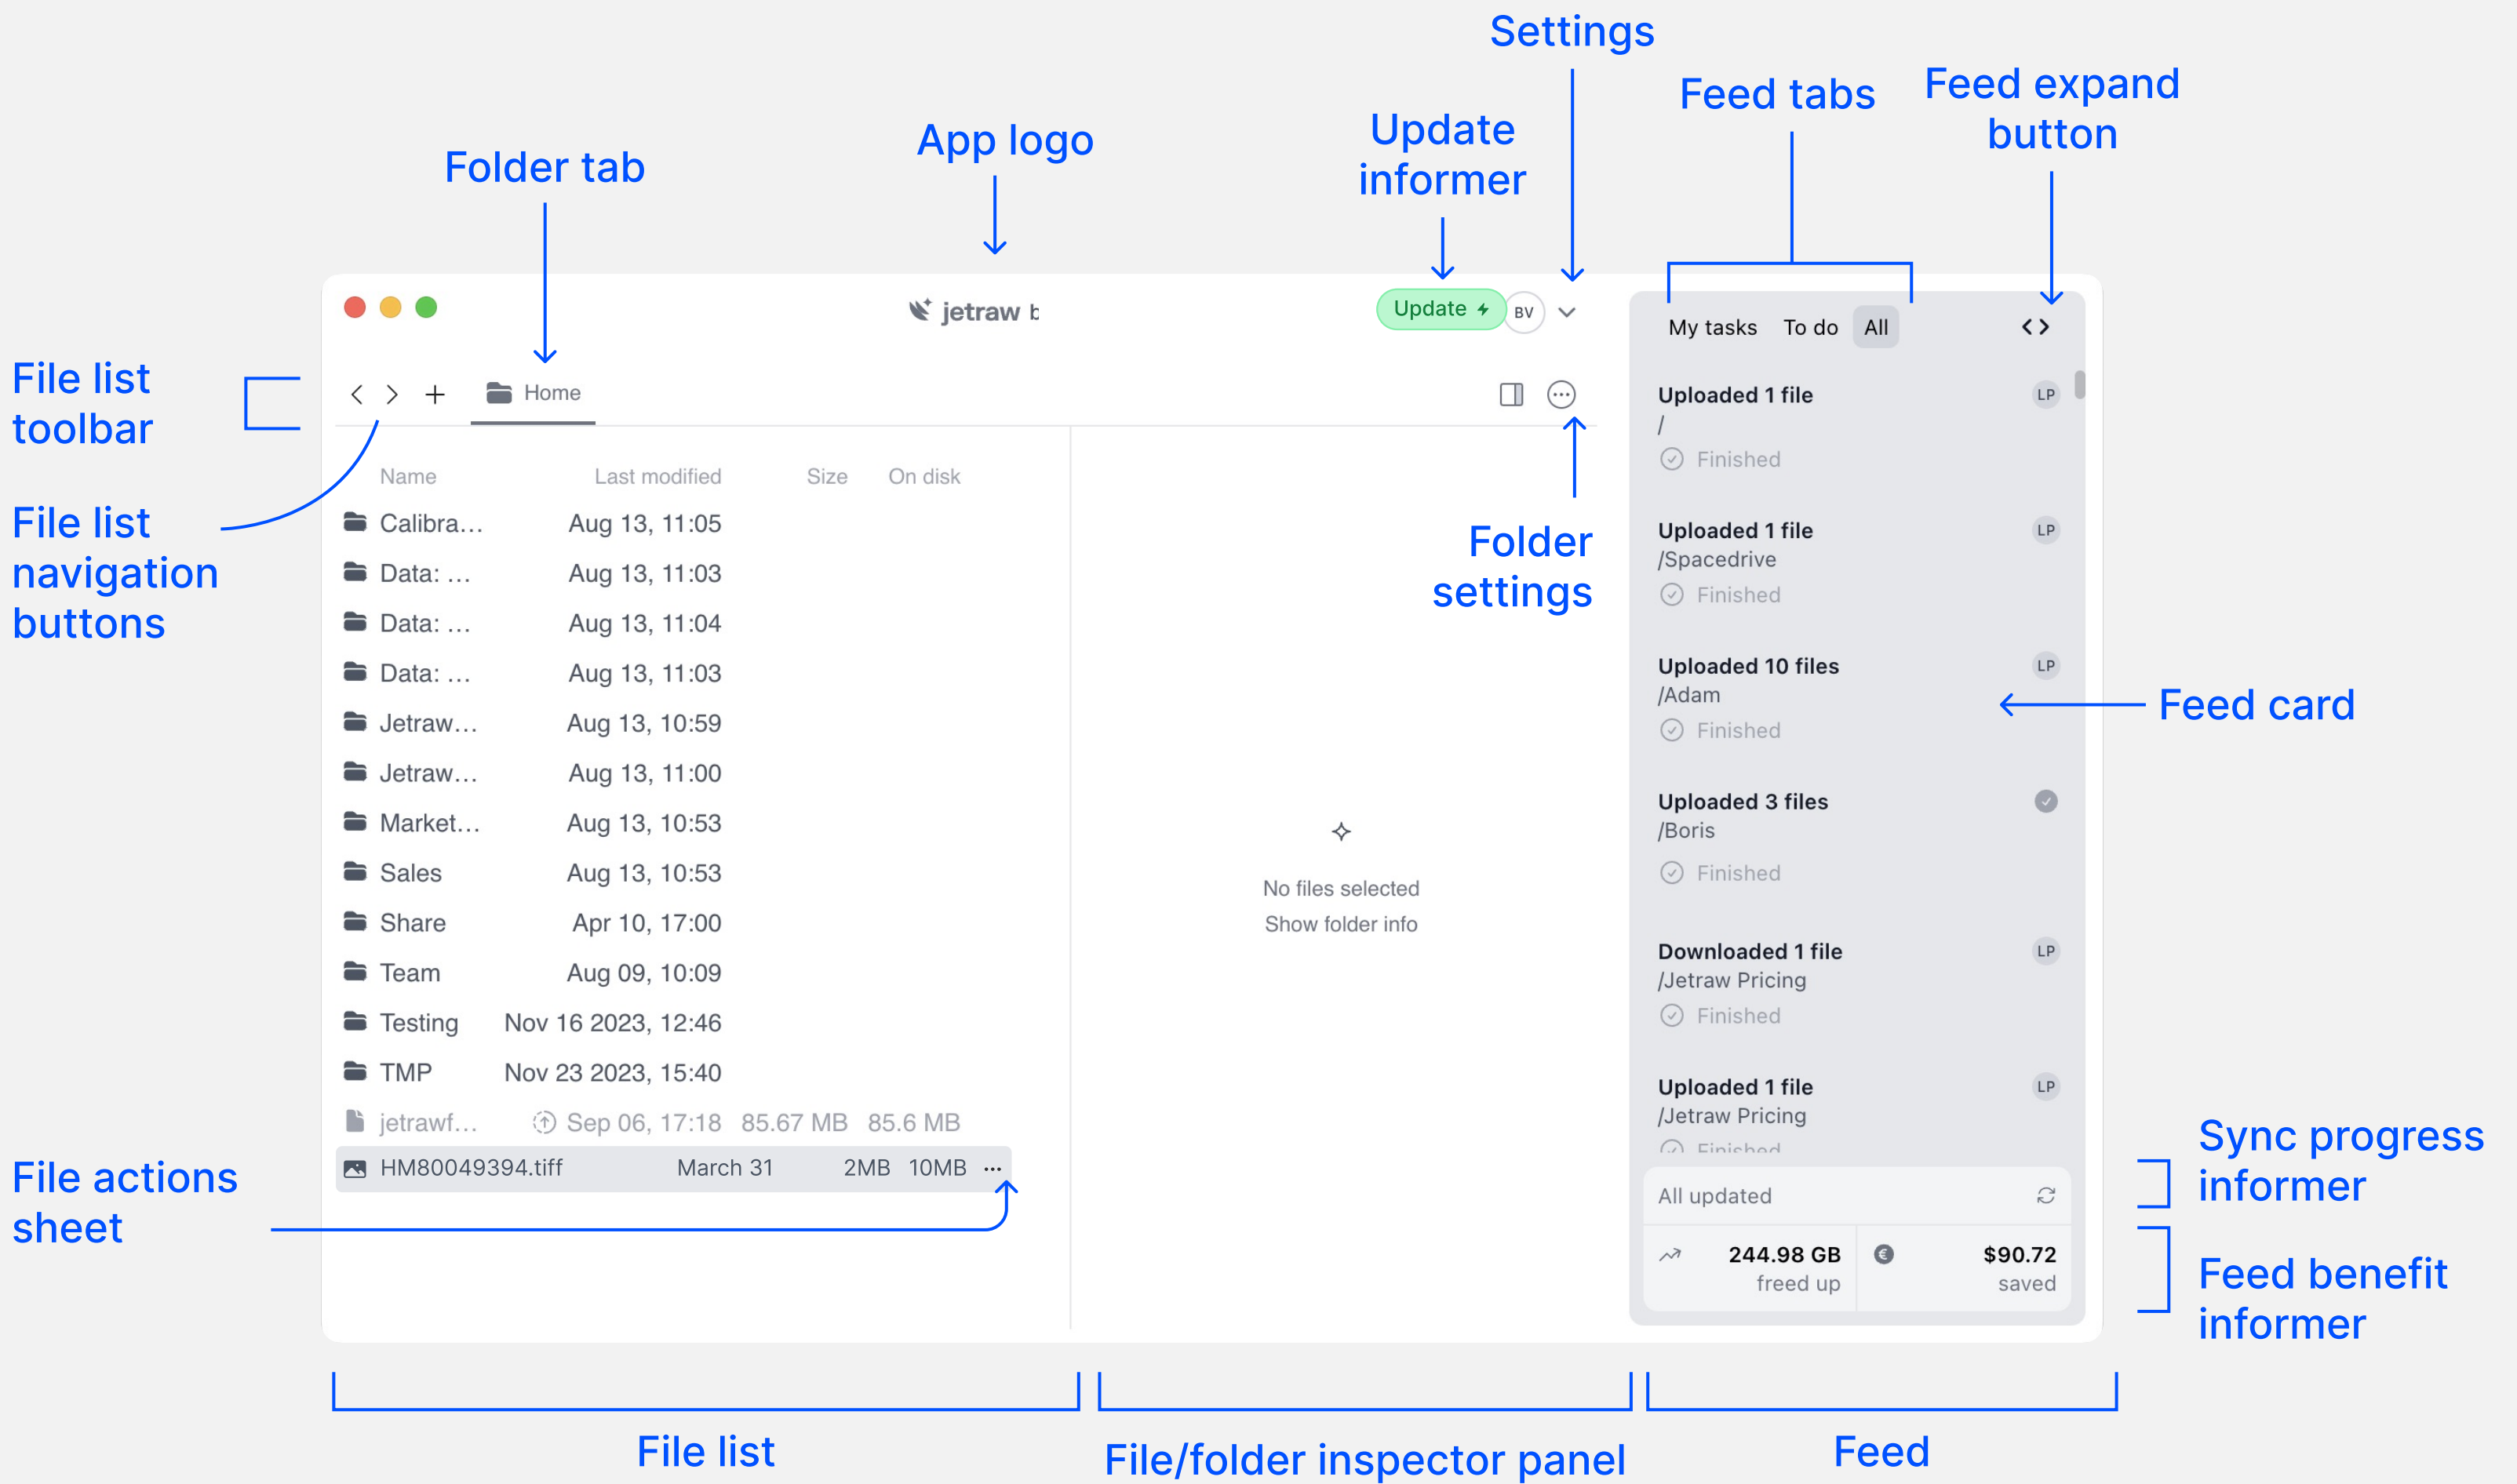 Settings
Feed tabs
Feed expand
button
Update
informer
App logo
Folder tab
jetraw b
Update
BV
My tasks To do All
File list
toolbar
Home
File list
navigation
buttons
Name Last modified Size On disk
Calibra... Aug 13, 11:05
Data: ... Aug 13, 11:03
Data: ... Aug 13, 11:04
Data: ... Aug 13, 11:03
Jetraw... Aug 13, 10:59
Jetraw... Aug 13, 11:00
Market... Aug 13, 10:53
Sales Aug 13, 10:53
Share Apr 10, 17:00
Team Aug 09, 10:09
Testing Nov 16 2023, 12:46
TMP Nov 23 2023, 15:40
jetrawf... Sep 06, 17:18 85.67 MB 85.6 MB
HM80049394.tiff March 31 2MB 10MB ...
File actions
sheet
Folder
settings
No files selected
Show folder info
Uploaded 1 file LP
/
Finished
Uploaded 1 file LP
/Spacedrive
Finished
Uploaded 10 files LP
/Adam
Finished
Feed card
Uploaded 3 files
/Boris
Finished
Downloaded 1 file LP
/Jetraw Pricing
Finished
Uploaded 1 file LP
/Jetraw Pricing
Finished
All updated
Sync progress
informer
244.98 GB
freed up
€ $90.72
saved
Feed benefit
informer
File list
File/folder inspector panel
Feed